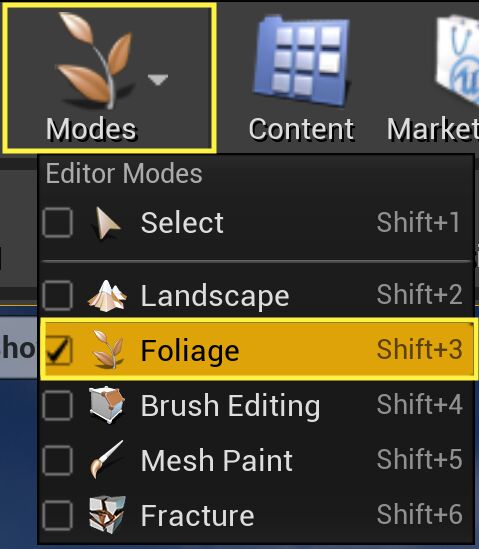 Modes
Content
Market
Editor Modes
Select Shift+1
Landscape Shift+2
Foliage Shift+3
Brush Editing Shift+4
Mesh Paint Shift+5
Fracture Shift+6